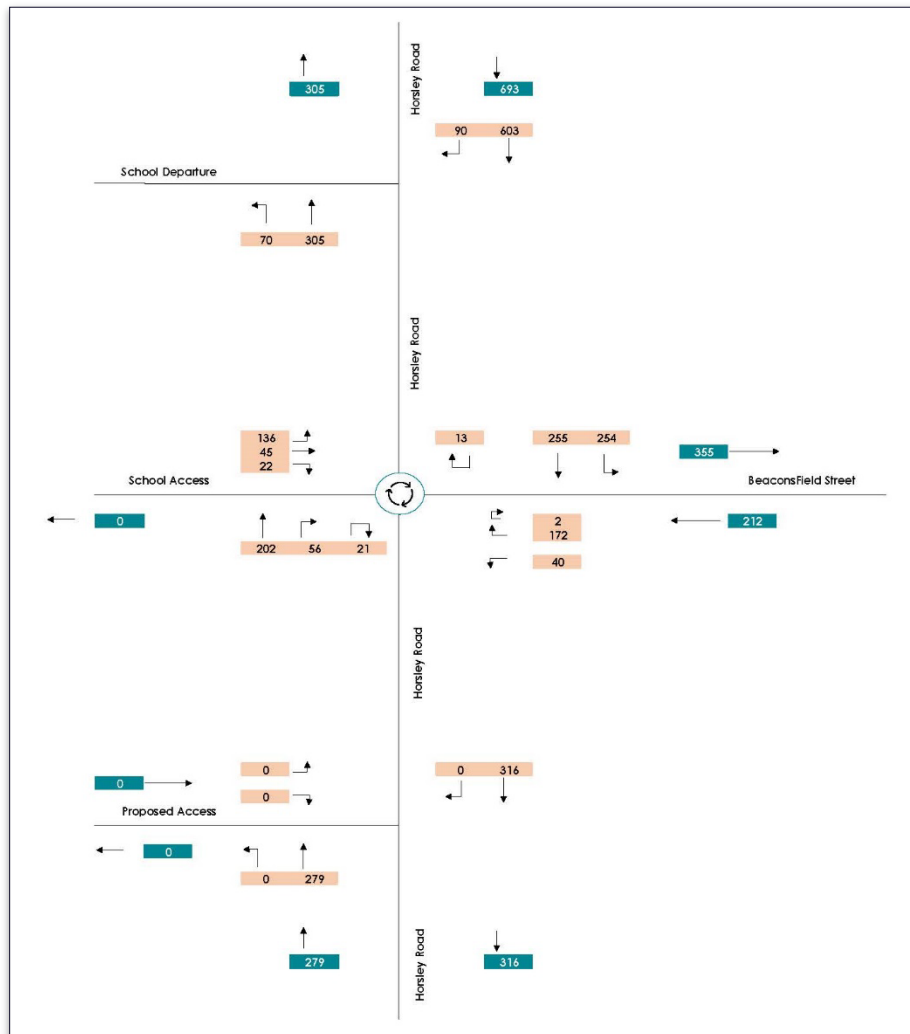 Horsley Road
305
693
90 603
School Departure
70 305
Horsley Road
136
45
22
13
255 254
355
School Access
BeaconsField Street
0
202 56 21
2
172
40
212
Horsley Road
0
0
0
0 316
Proposed Access
0
0 279
279
316
Horsley Road